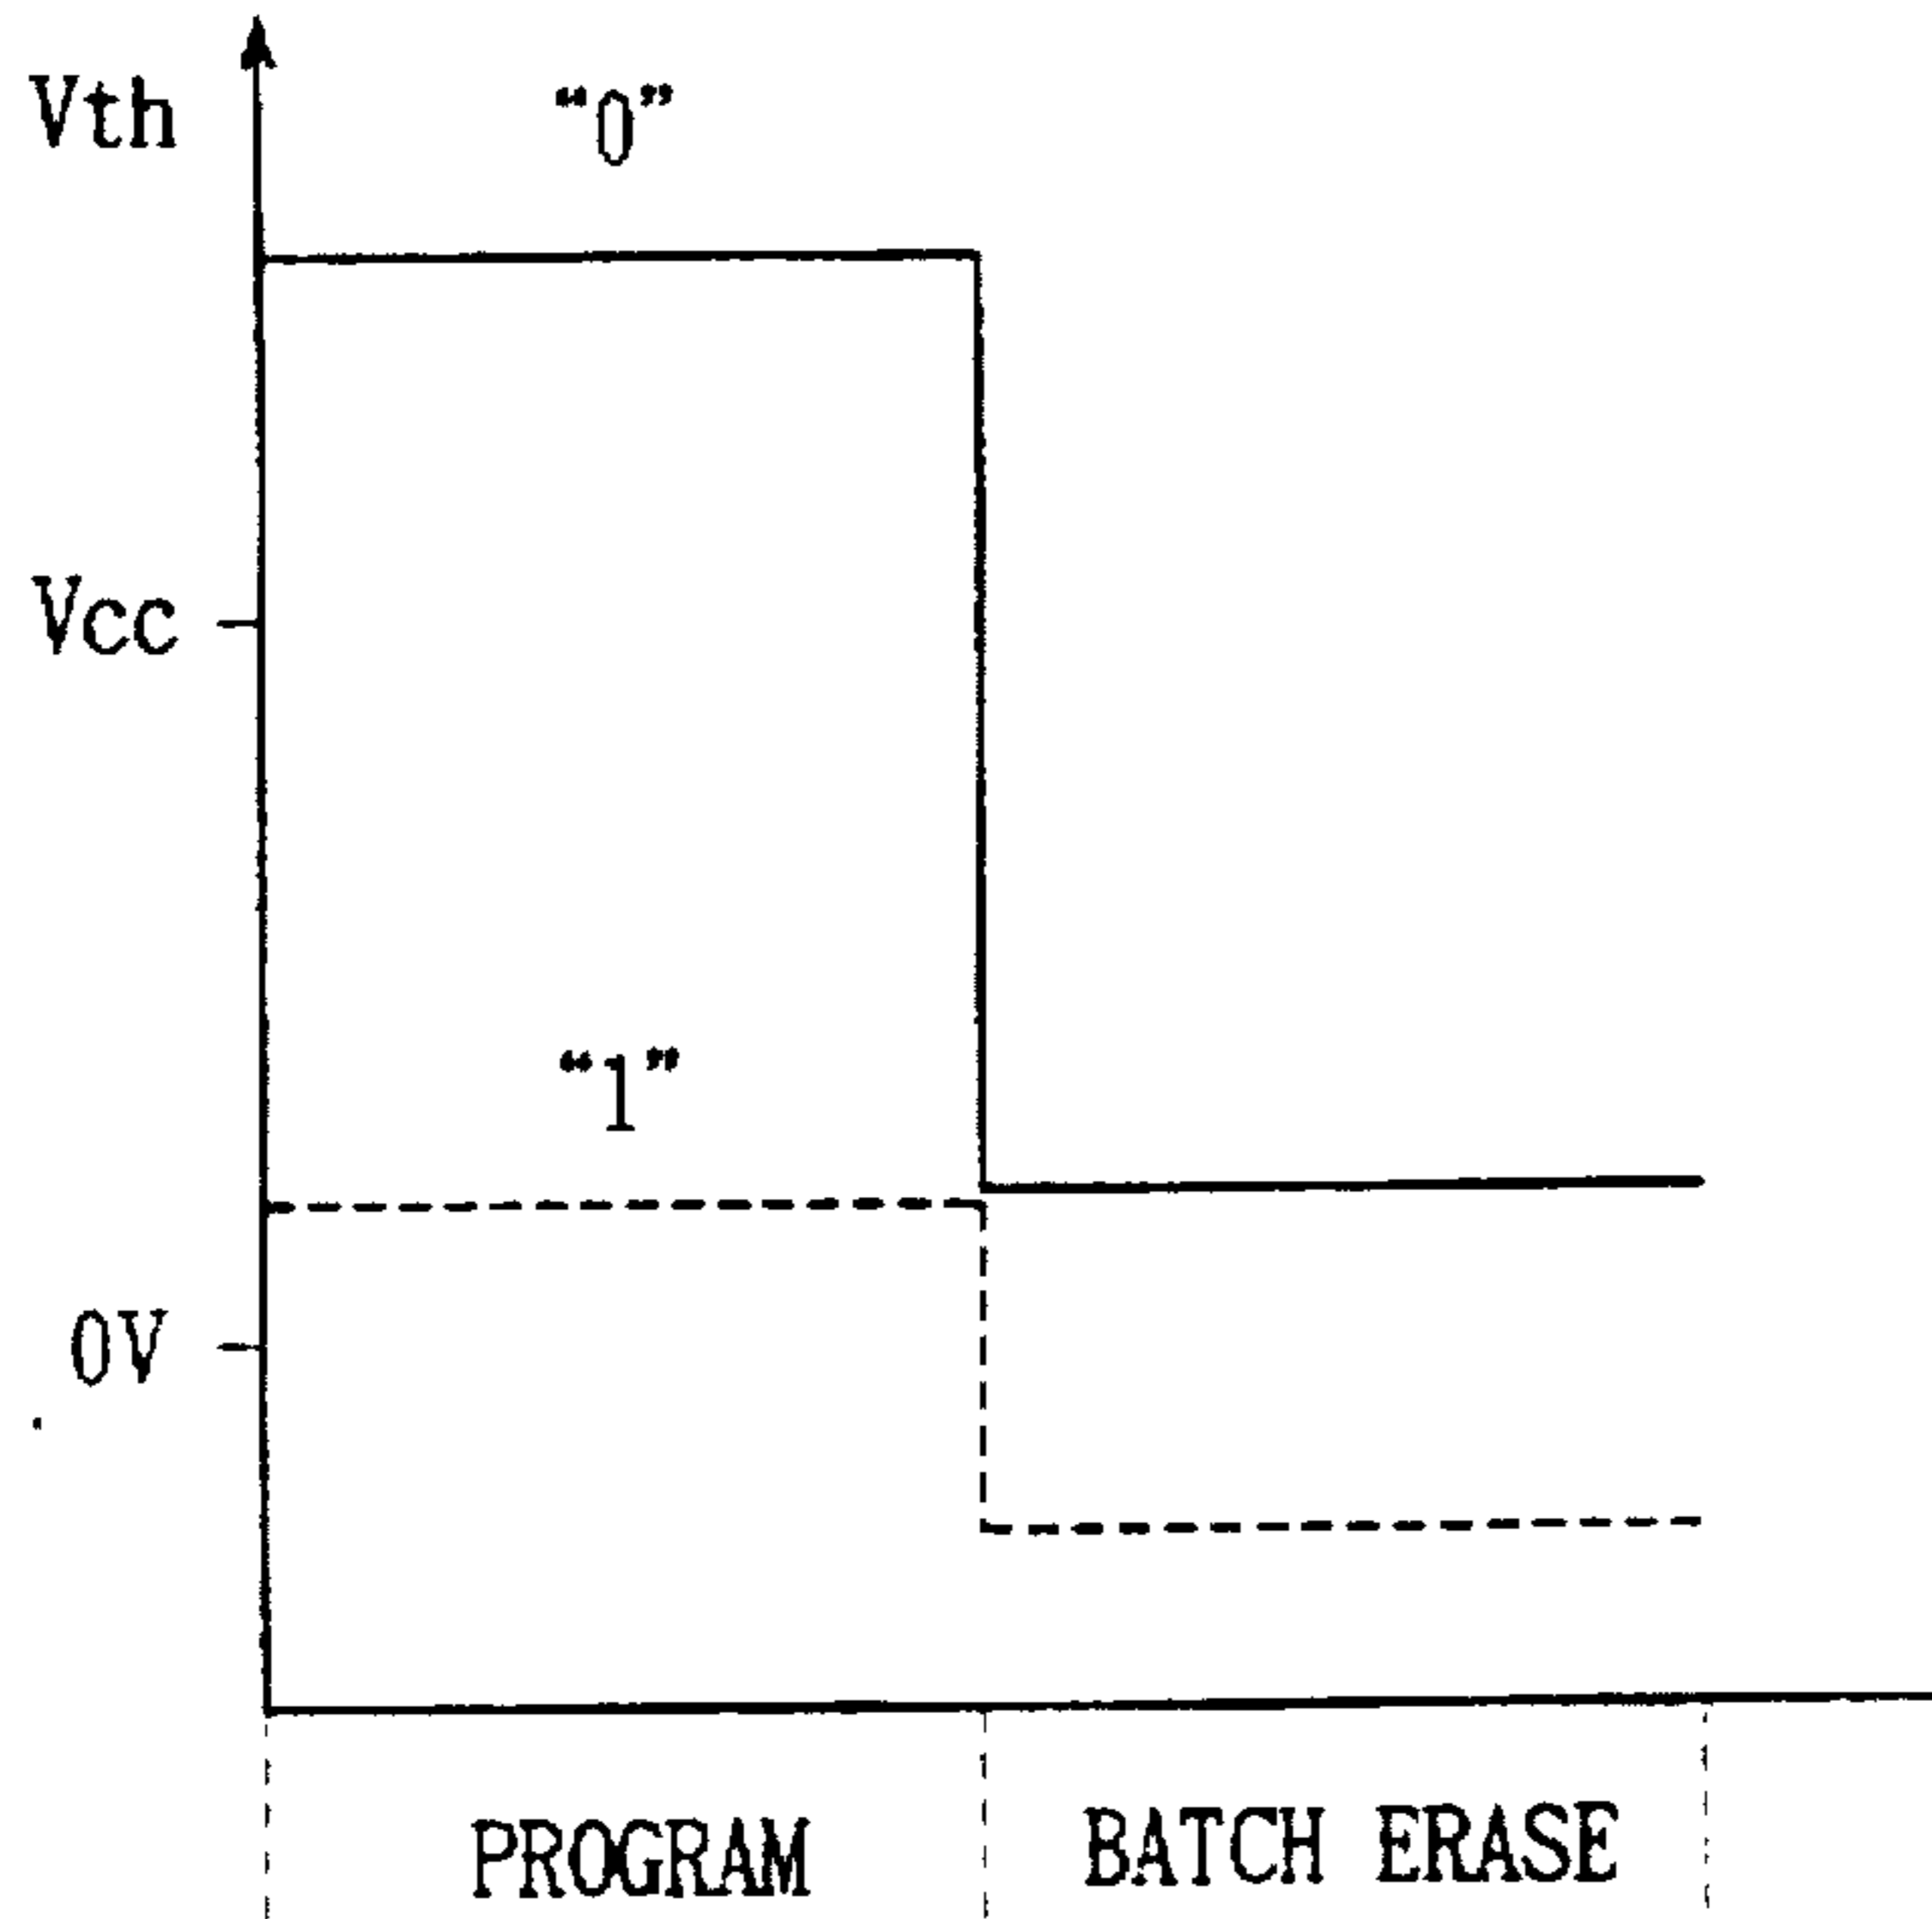 Vth
“0”
Vcc
“1”
0V
PROGRAM
BATCH ERASE